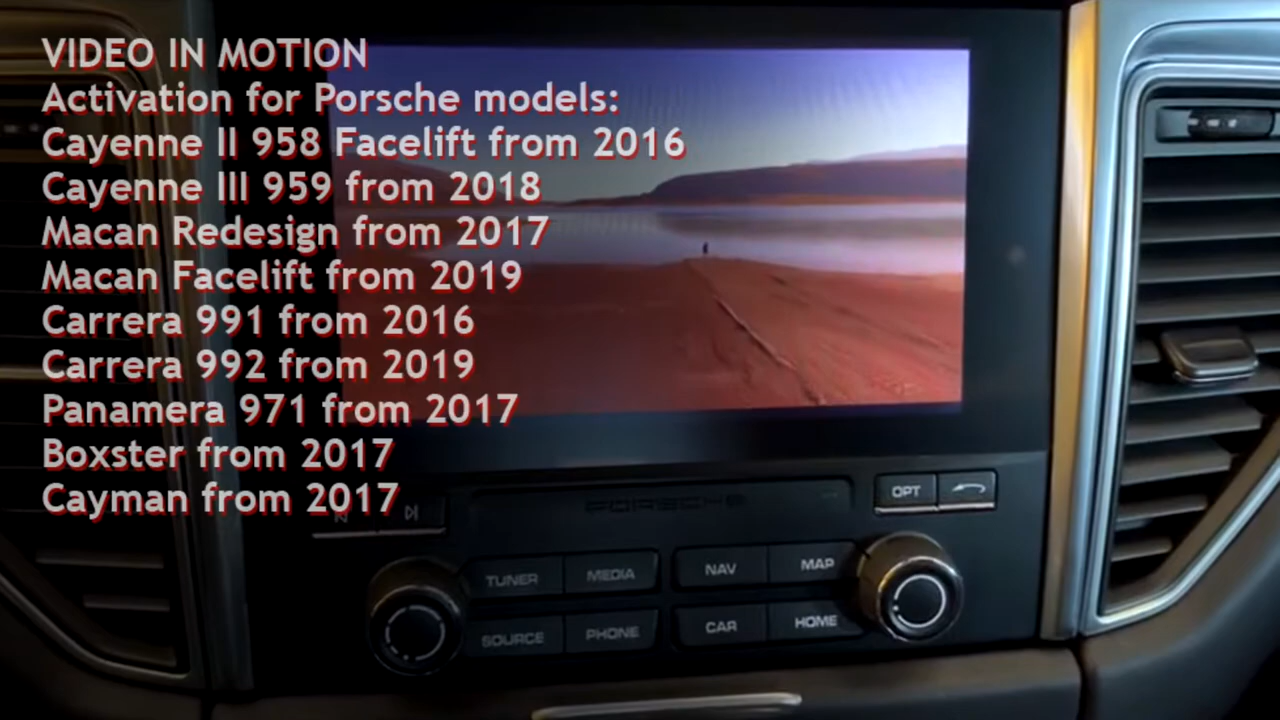 VIDEO IN MOTION
Activation for Porsche models:
Cayenne II 958 Facelift from 2016
Cayenne III 959 from 2018
Macan Redesign from 2017
Macan Facelift from 2019
Carrera 991 from 2016
Carrera 992 from 2019
Panamera 971 from 2017
Boxster from 2017
Cayman from 2017
PORSCHE
OPT
TUNER MEDIA NAV MAP
SOURCE PHONE CAR HOME